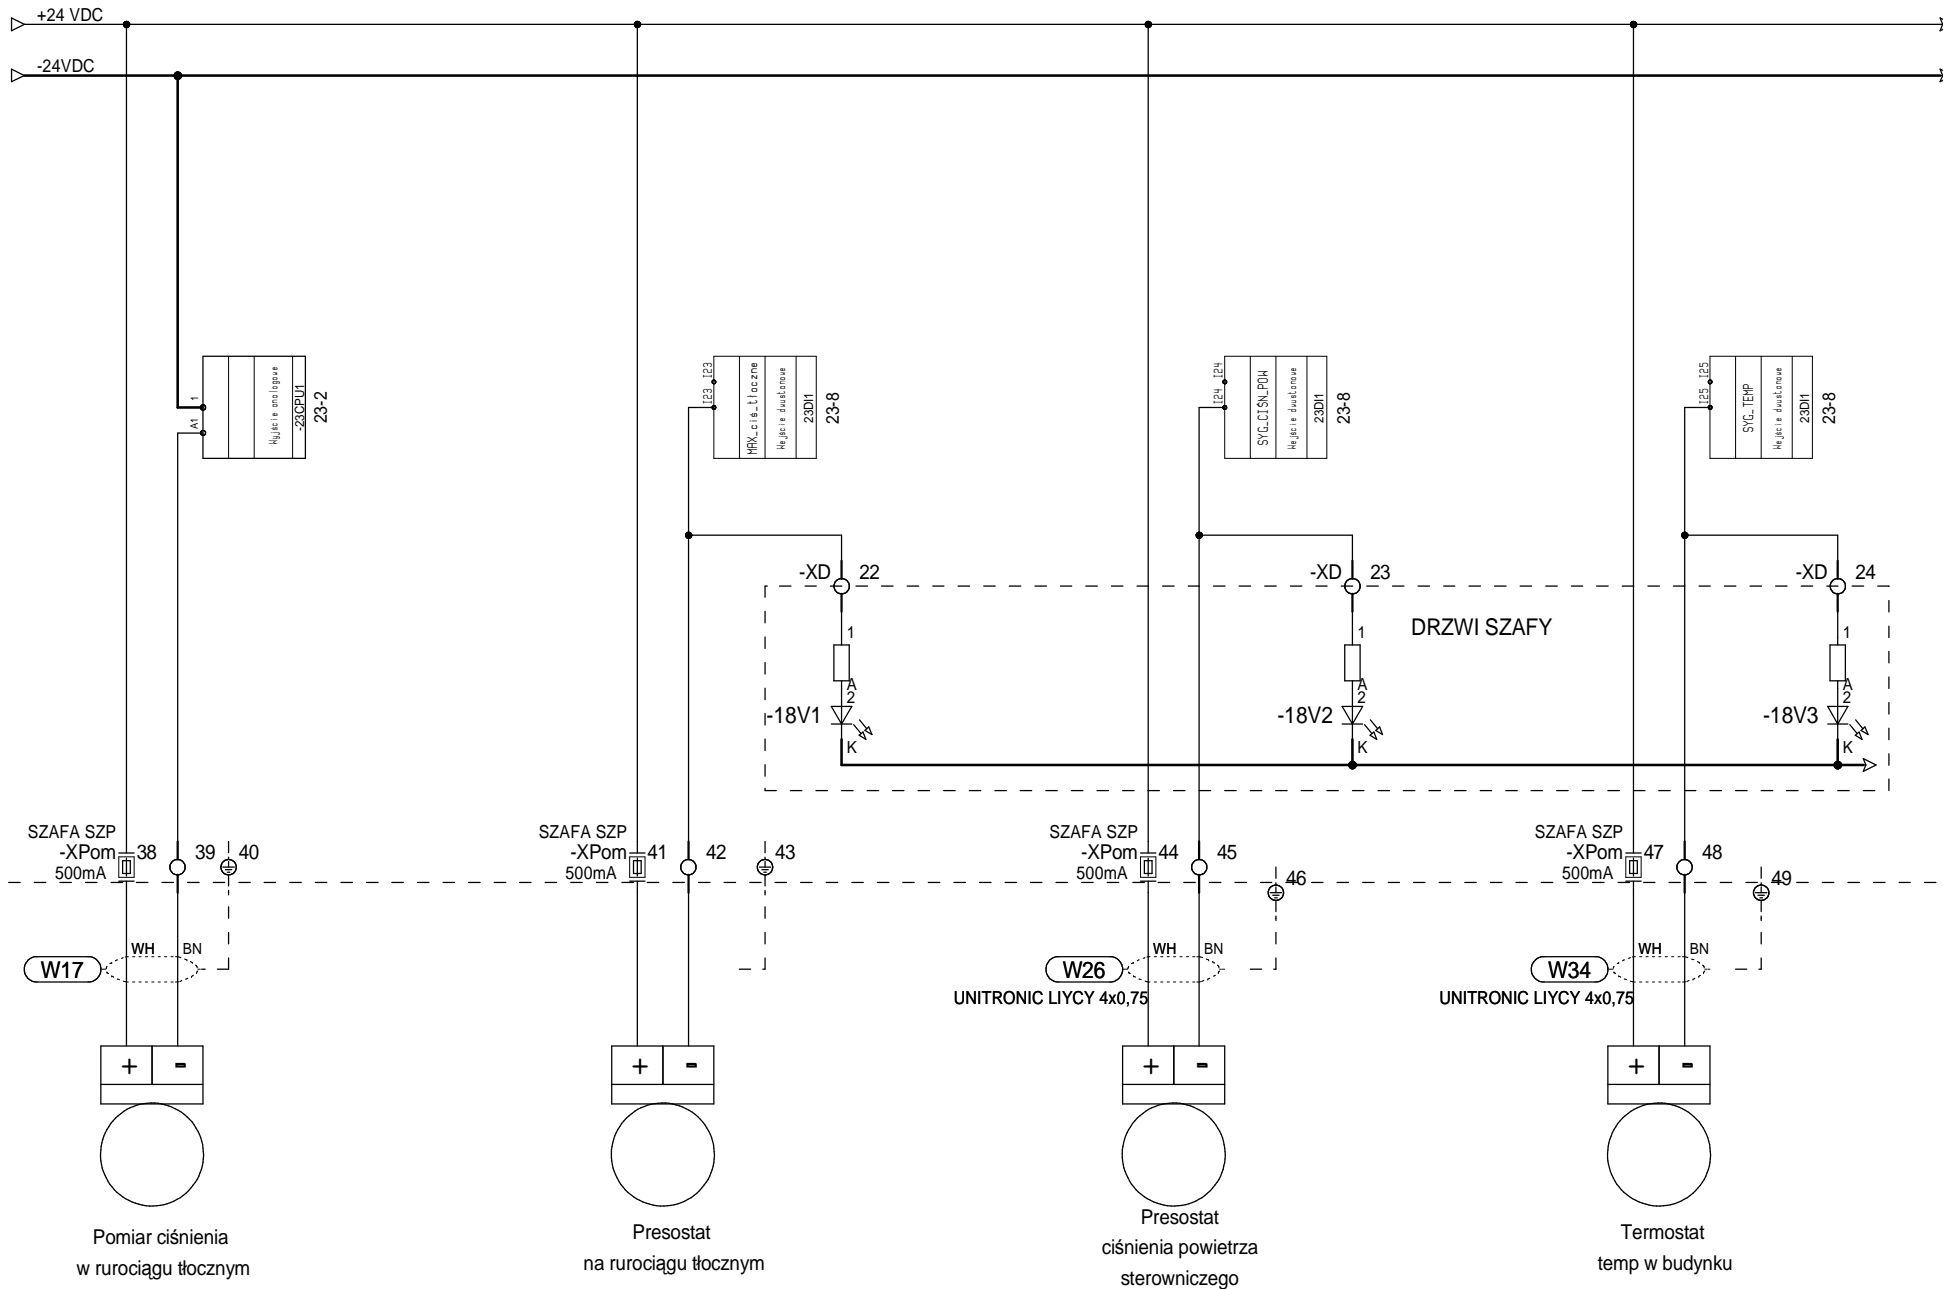 +24 VDC
-24VDC
1
A1
Wyjście analogowe
-23CPU1
23-2
I23 I23
MAX_ciś_tłoczne
Wejście dwustanowe
23DI1
23-8
I24 I24
SYG_CIŚN_POW
Wejście dwustanowe
23DI1
23-8
I25 I25
SYG_TEMP
Wejście dwustanowe
23DI1
23-8
-XD 22
-XD 23
-XD 24
DRZWI SZAFY
1
A
2
-18V1
K
1
A
2
-18V2
K
1
A
2
-18V3
K
SZAFA SZP
-XPom 38 39 40
500mA
SZAFA SZP
-XPom 41 42 43
500mA
SZAFA SZP
-XPom 44 45
500mA
46
SZAFA SZP
-XPom 47 48
500mA
49
WH BN
W17
WH BN
W26
UNITRONIC LIYCY 4x0,75
WH BN
W34
UNITRONIC LIYCY 4x0,75
+ -
+ -
+ -
+ -
Pomiar ciśnienia
w rurociągu tłocznym
Presostat
na rurociągu tłocznym
Presostat
ciśnienia powietrza
sterowniczego
Termostat
temp w budynku